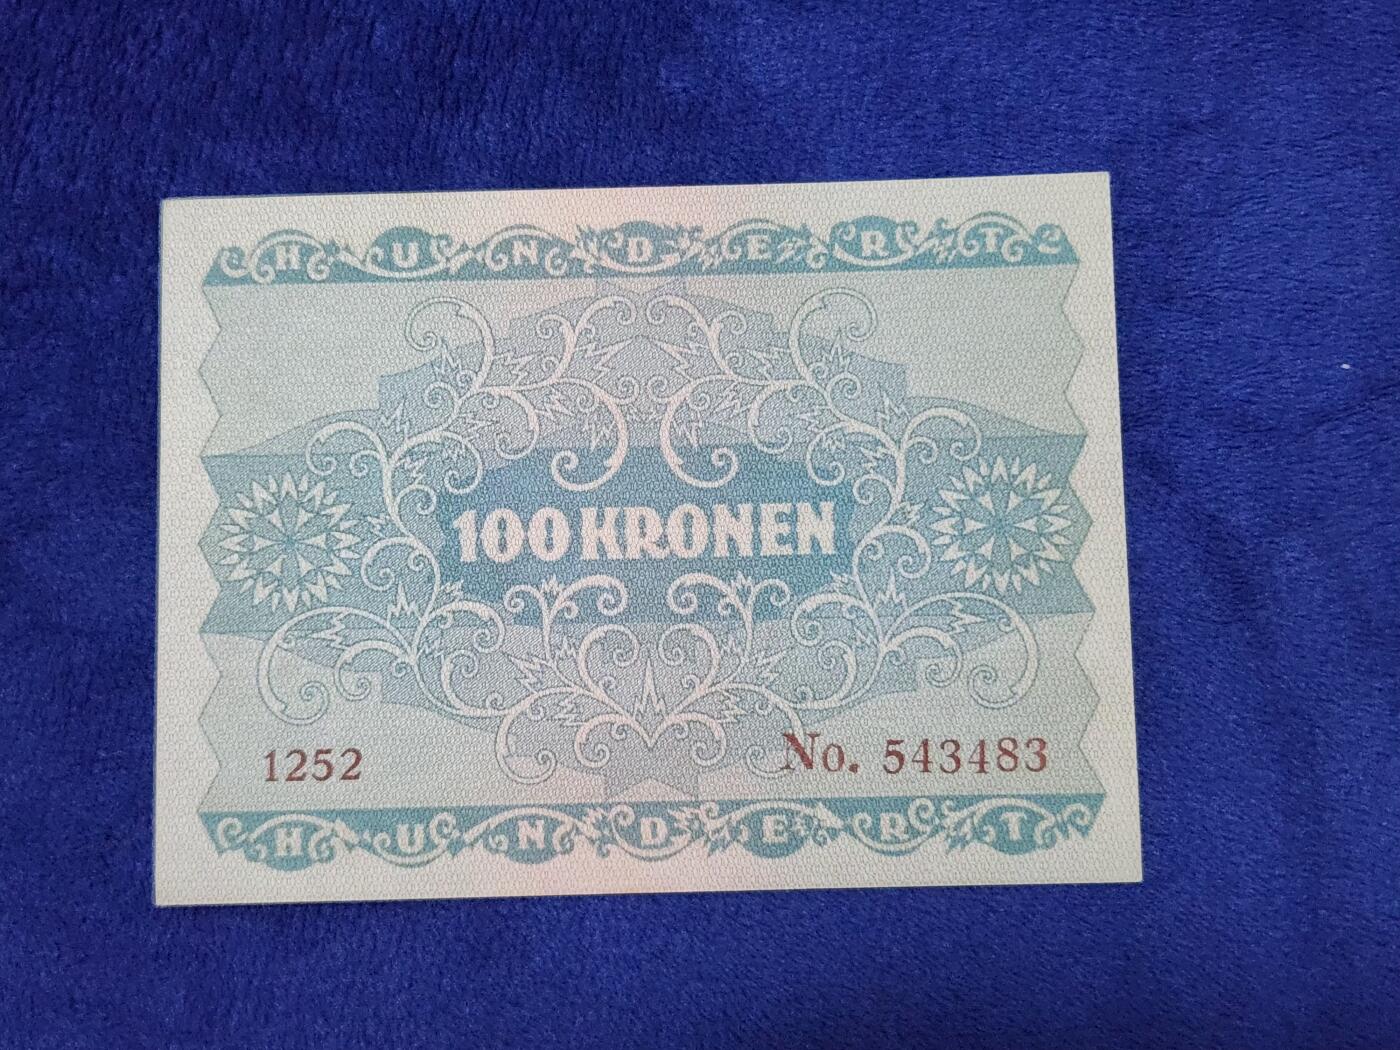 HUNDERT
100 KRONEN
1252 No. 543483
HUNDERT